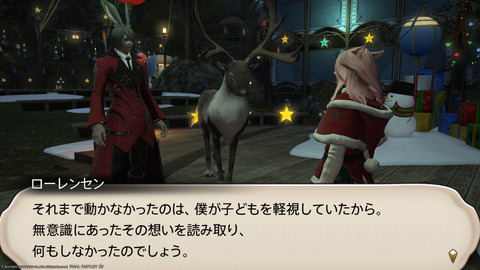 ローレンセン
それまで動かなかったのは、僕が子どもを軽視していたから。
無意識にあったその想いを読み取り、
何もしなかったのでしょう。